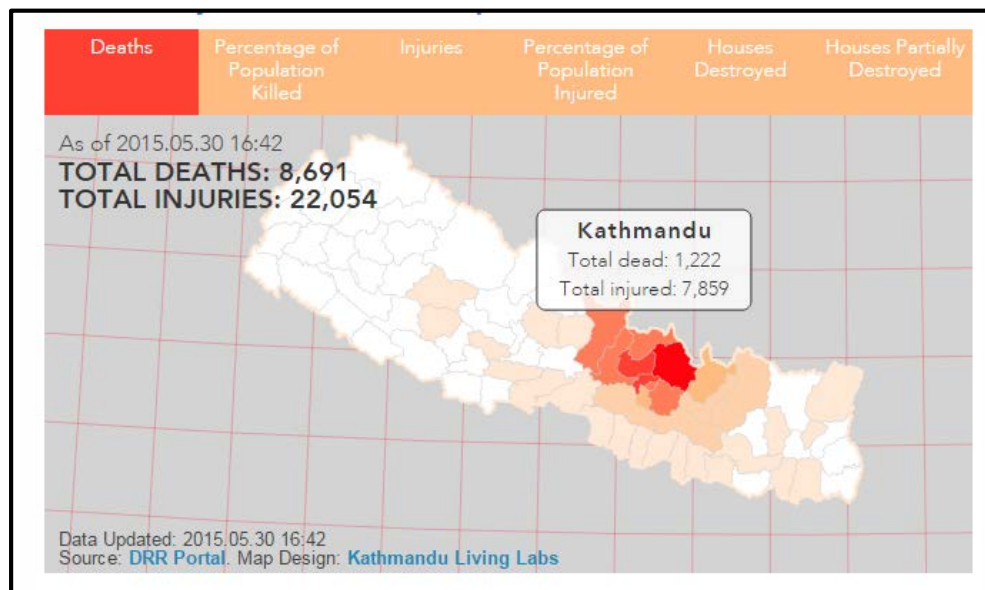 Deaths
Percentage of
Population
Killed
Injuries
Percentage of
Population
Injured
Houses
Destroyed
Houses Partially
Destroyed
As of 2015.05.30 16:42
TOTAL DEATHS: 8,691
TOTAL INJURIES: 22,054
Kathmandu
Total dead: 1,222
Total injured: 7,859
Data Updated: 2015.05.30 16:42
Source: DRR Portal. Map Design: Kathmandu Living Labs